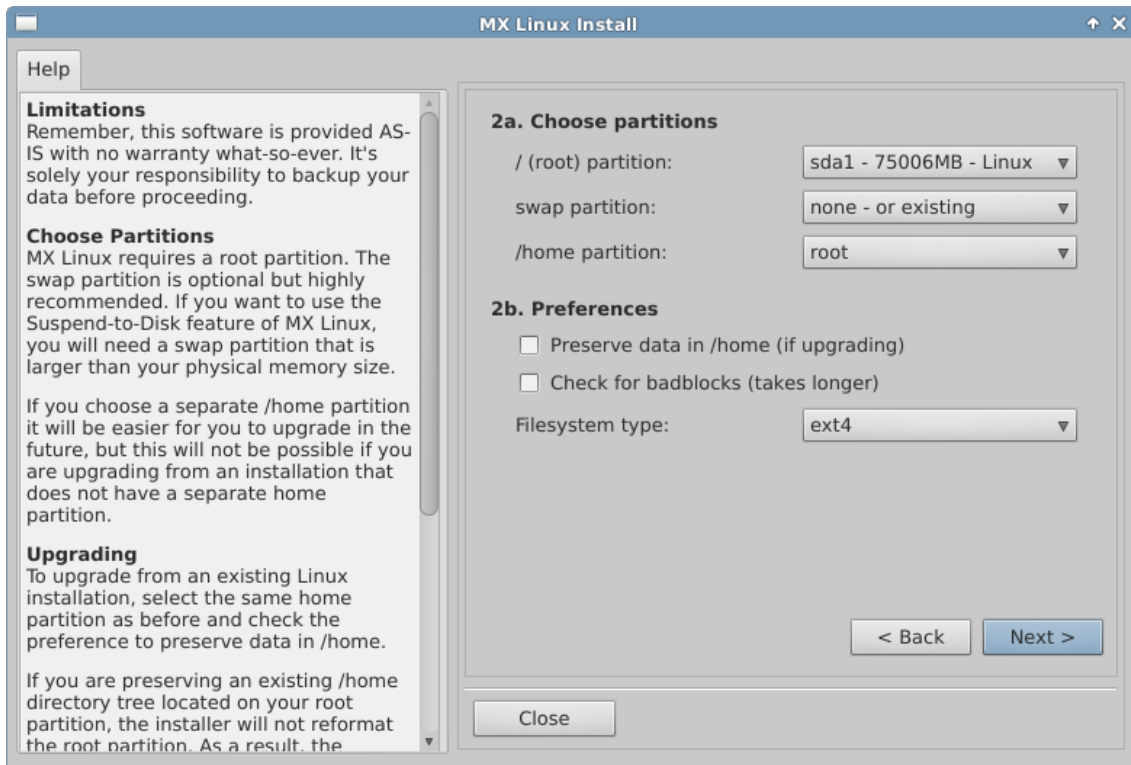 MX Linux Install
Help
Limitations
Remember, this software is provided AS-
IS with no warranty what-so-ever. It's
solely your responsibility to backup your
data before proceeding.
Choose Partitions
MX Linux requires a root partition. The
swap partition is optional but highly
recommended. If you want to use the
Suspend-to-Disk feature of MX Linux,
you will need a swap partition that is
larger than your physical memory size.
If you choose a separate /home partition
it will be easier for you to upgrade in the
future, but this will not be possible if you
are upgrading from an installation that
does not have a separate home
partition.
Upgrading
To upgrade from an existing Linux
installation, select the same home
partition as before and check the
preference to preserve data in /home.
If you are preserving an existing /home
directory tree located on your root
partition, the installer will not reformat
the root partition. As a result, the
2a. Choose partitions
/ (root) partition: sda1 - 75006MB - Linux
swap partition: none - or existing
/home partition: root
2b. Preferences
Preserve data in /home (if upgrading)
Check for badblocks (takes longer)
Filesystem type: ext4
< Back Next >
Close